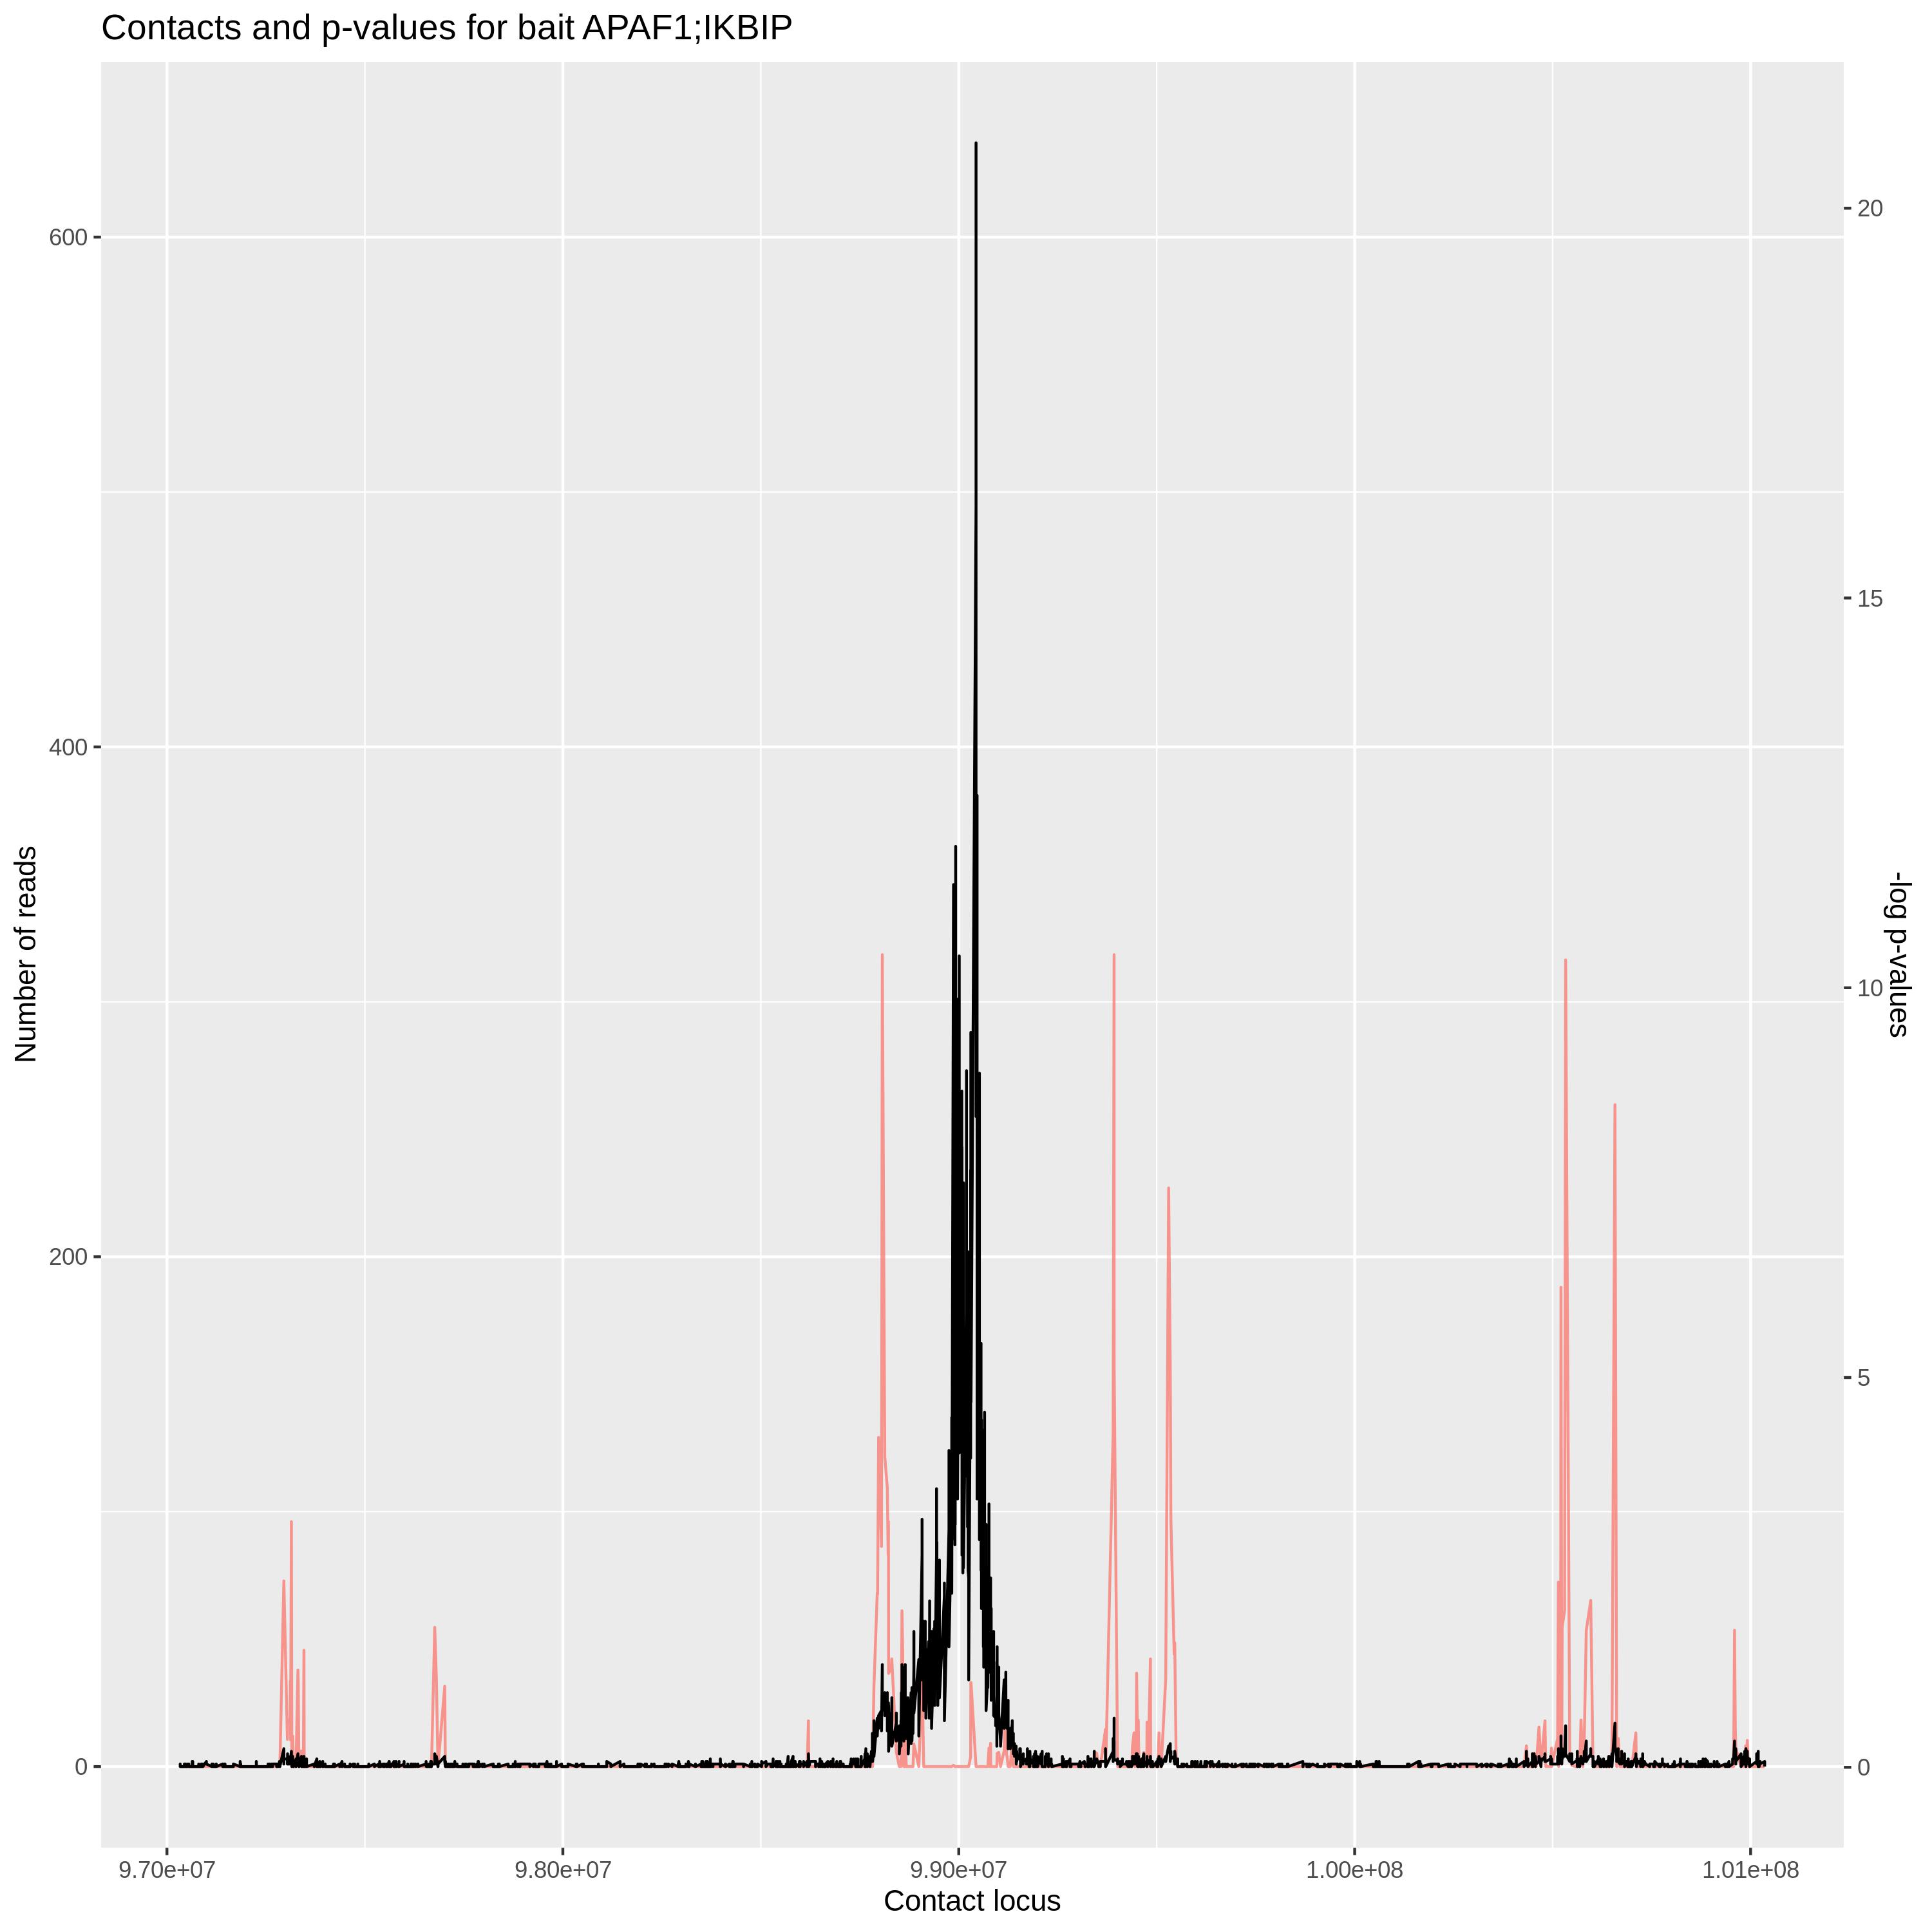 Contacts and p-values for bait APAF1;IKBIP
600
400
200
0
Number of reads
20
15
10
5
0
-log p-values
9.70e+07
9.80e+07
9.90e+07
1.00e+08
1.01e+08
Contact locus